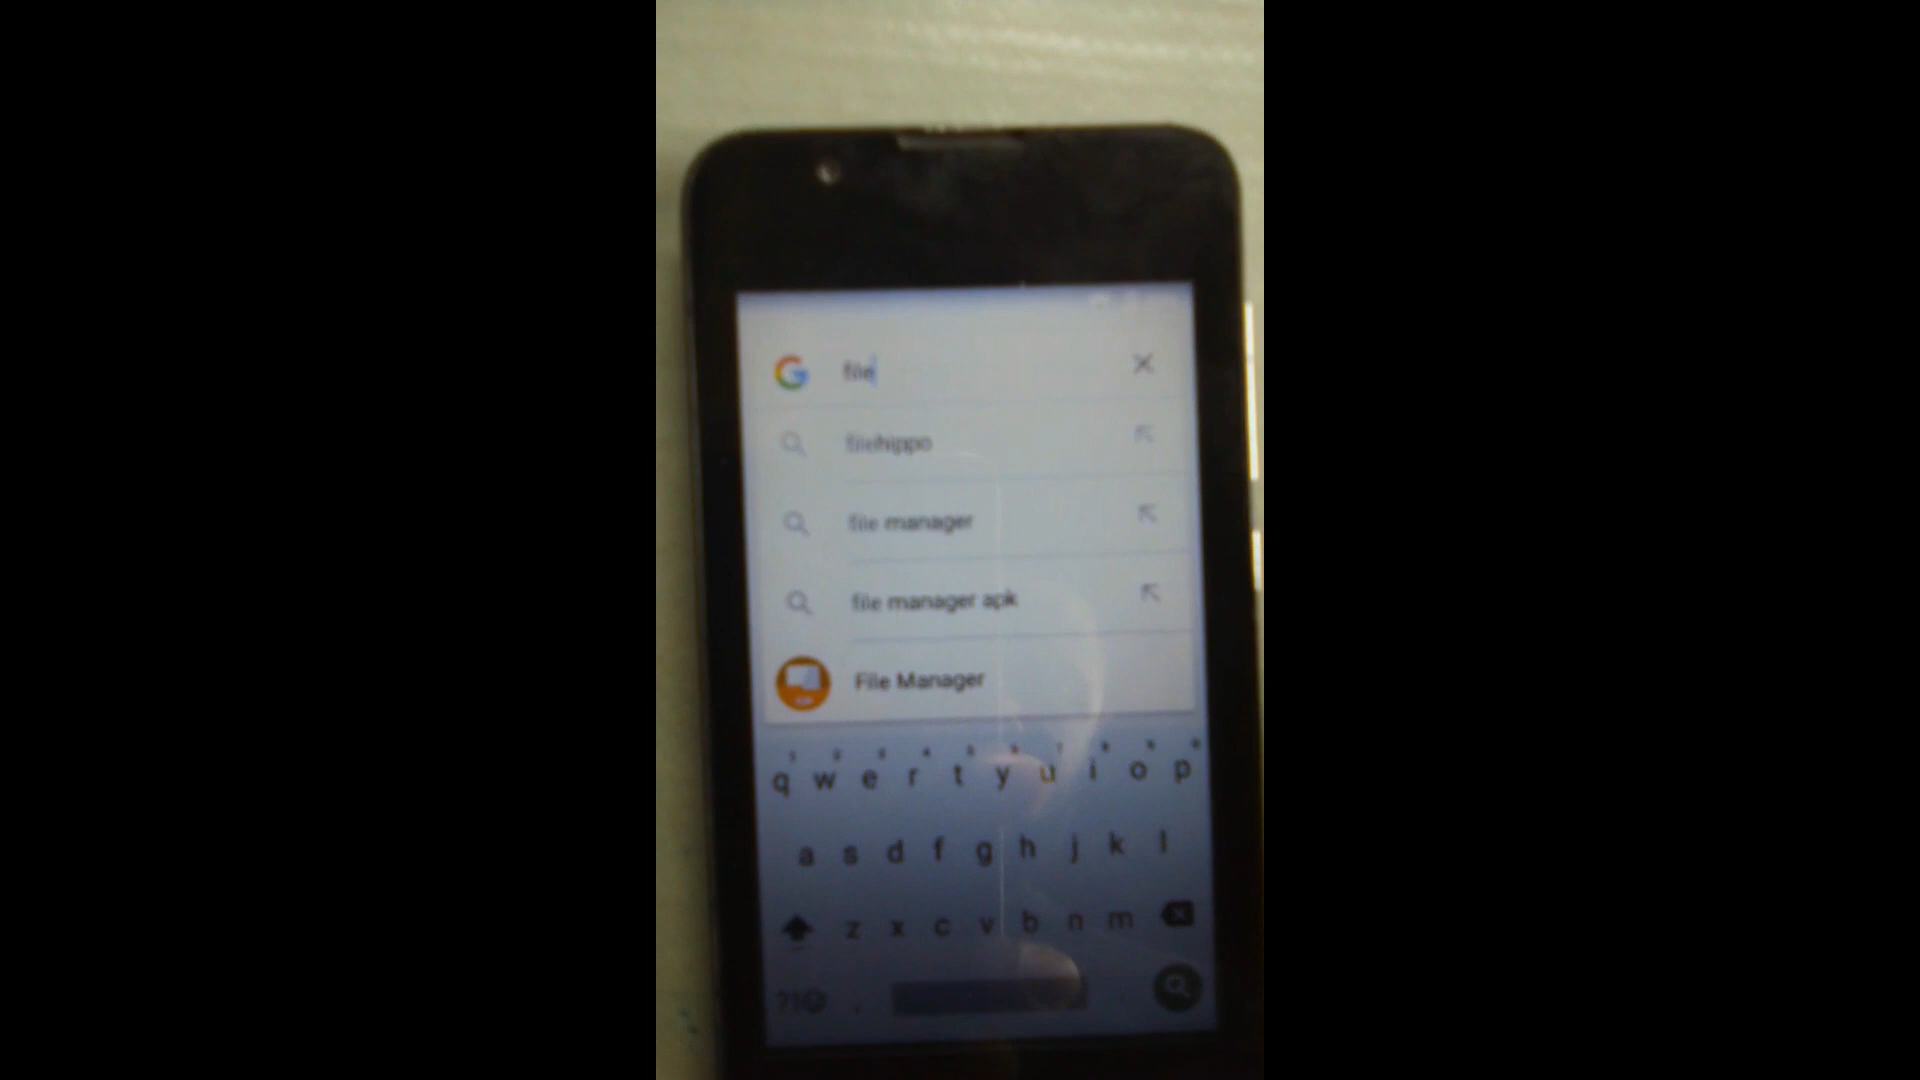 file
filehippo
file manager
file manager apk
File Manager
q w e r t y u i o p
a s d f g h j k l
z x c v b n m